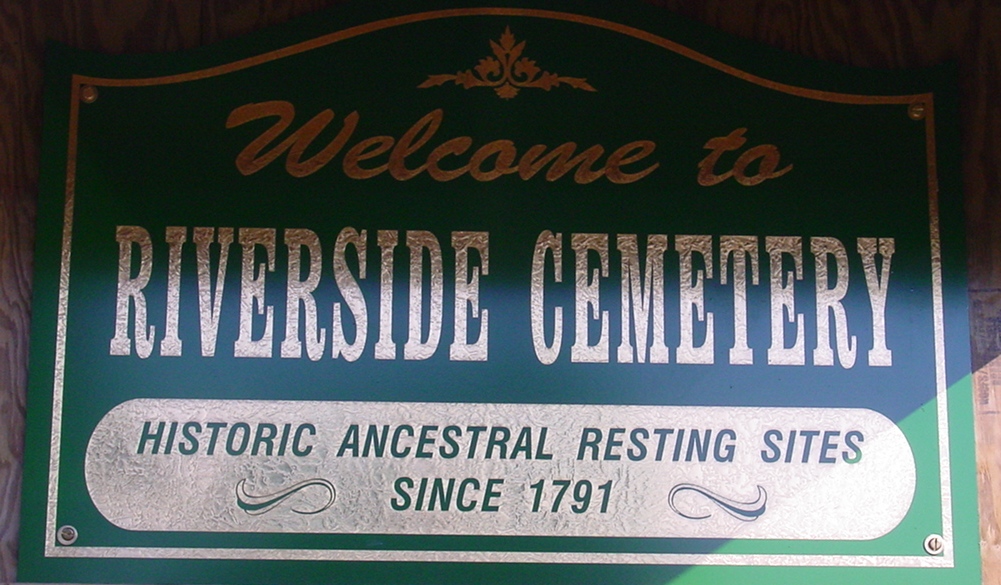 Welcome to
RIVERSIDE CEMETERY
HISTORIC ANCESTRAL RESTING SITES
SINCE 1791